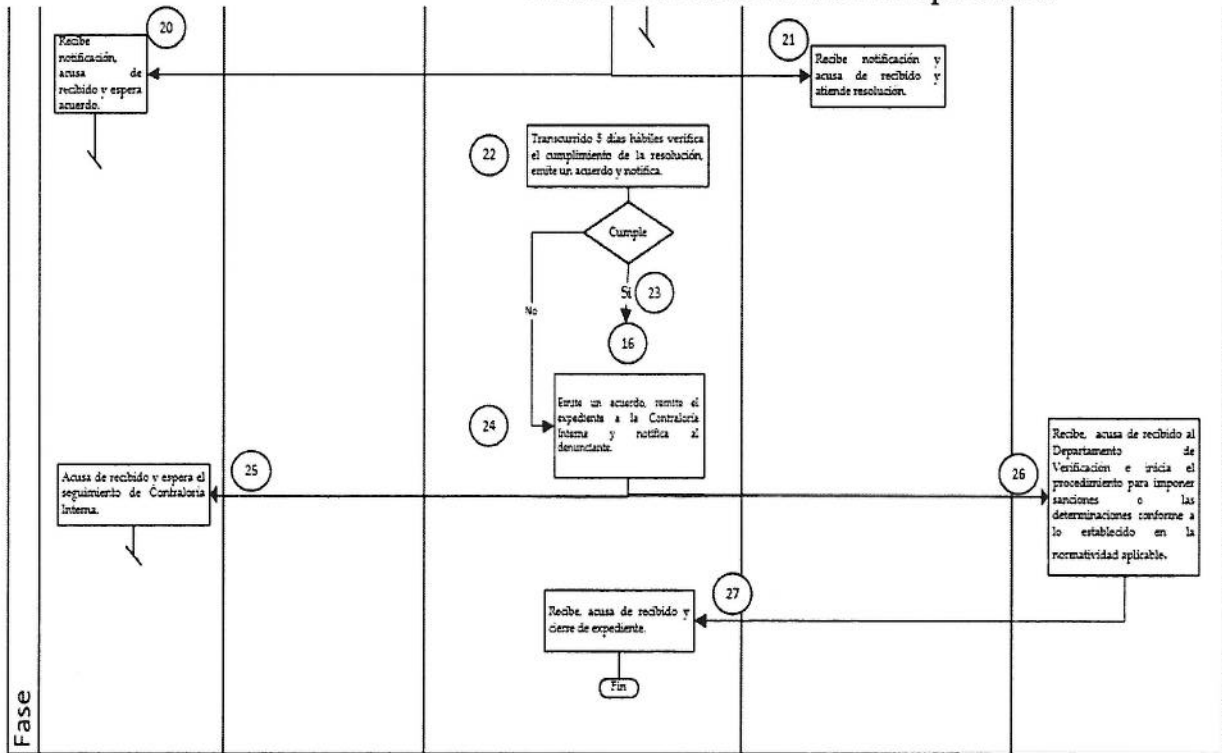 20
Recibe
notificación,
acusa de
recibido y espera
acuerdo.
21
Recibe notificación y
acusa de recibido y
atiende resolución.
22
Transcurrido 5 días hábiles verifica
el cumplimiento de la resolución,
emite un acuerdo y notifica.
Cumple
Sí
23
No
16
24
Emite un acuerdo, remite el
expediente a la Contraloría
Interna y notifica al
denunciante.
25
Acusa de recibido y espera el
seguimiento de Contraloría
Interna.
26
Recibe, acusa de recibido al
Departamento de
Verificación e inicia el
procedimiento para imponer
sanciones o las
determinaciones conforme a
lo establecido en la
normatividad aplicable.
27
Recibe, acusa de recibido y
cierre de expediente.
Fin
Fase